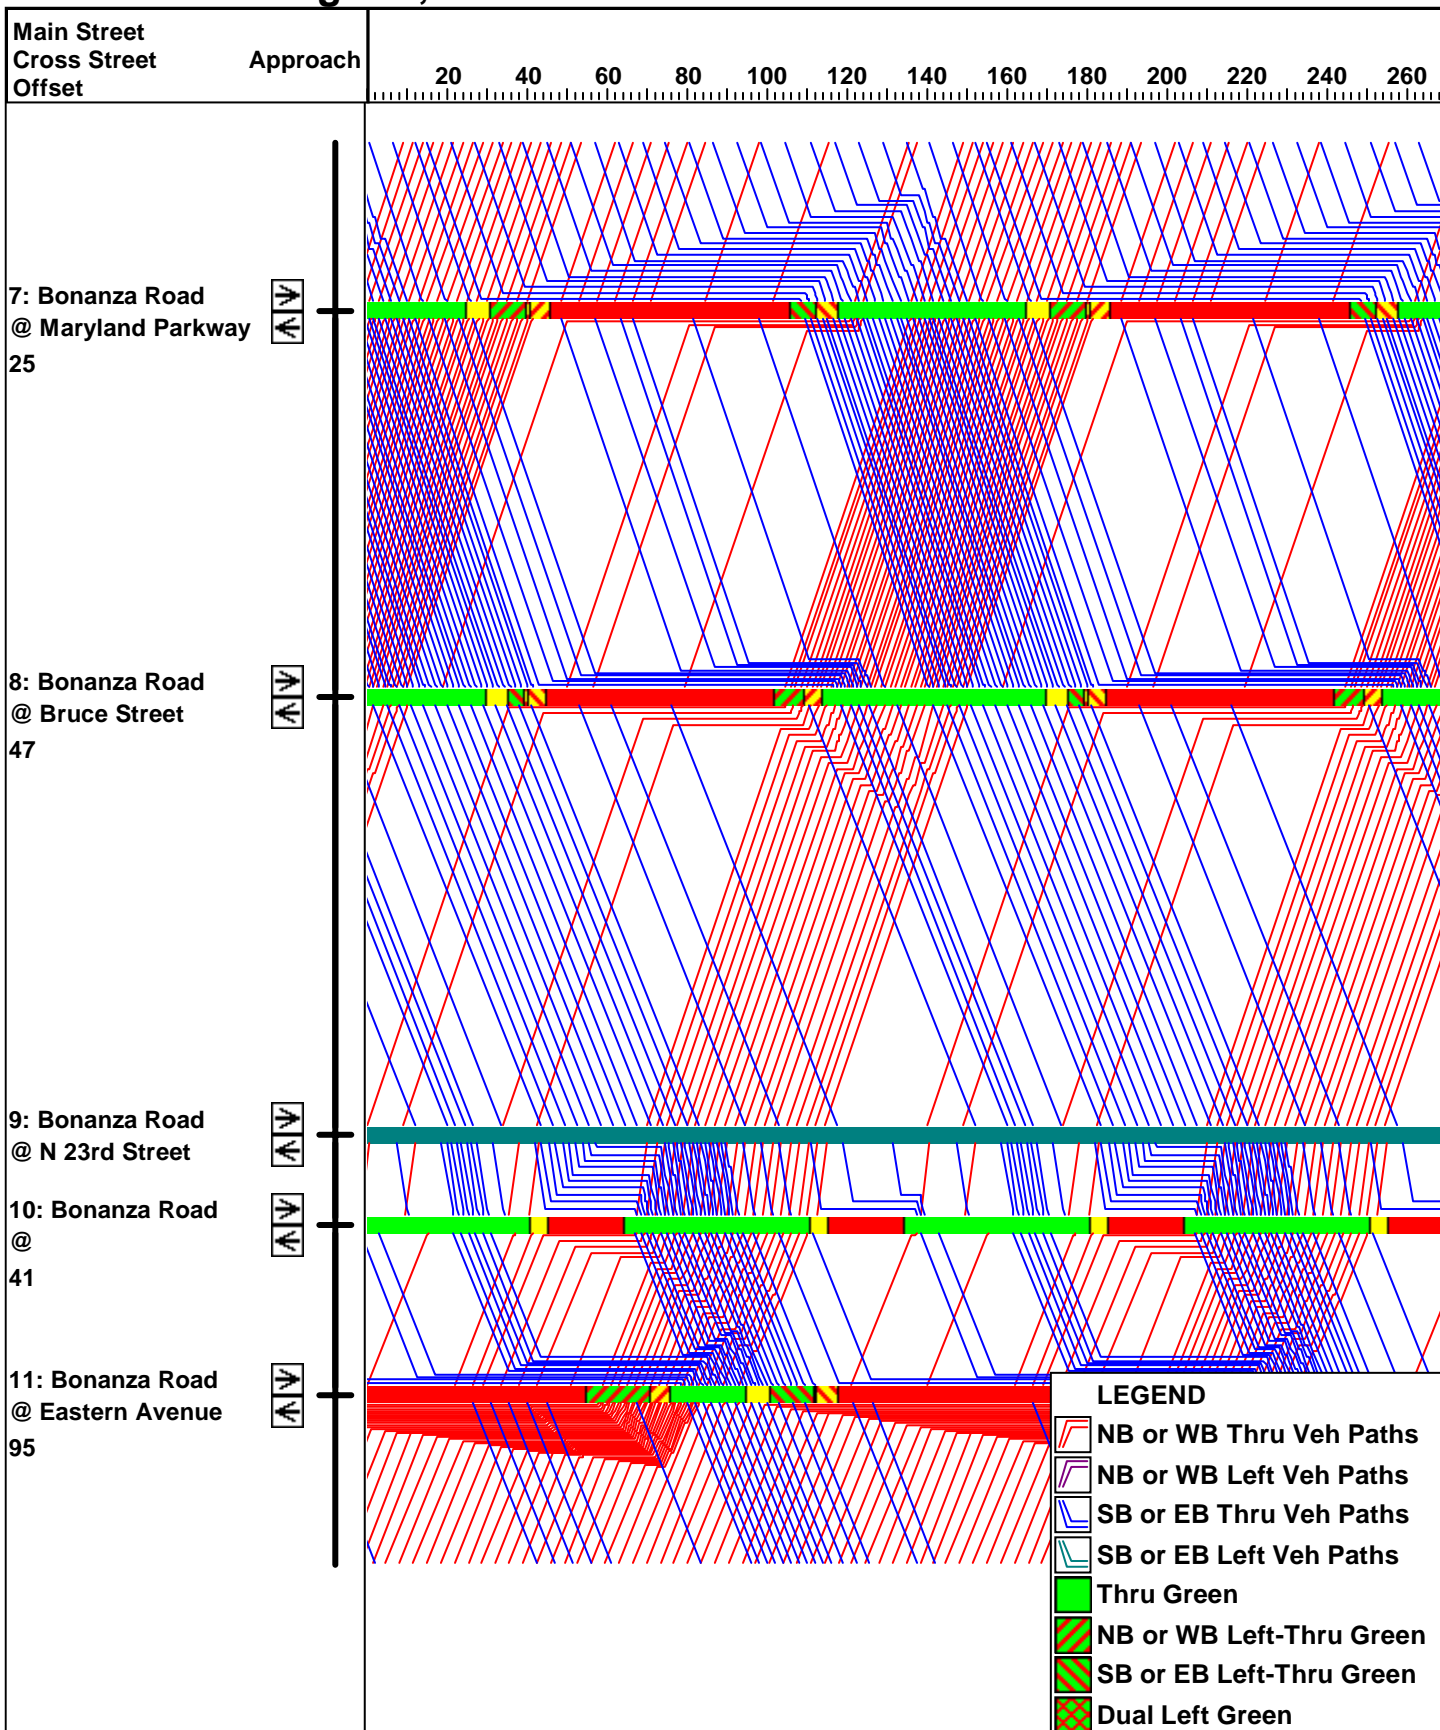 Main Street
Cross Street Approach
Offset
20 40 60 80 100 120 140 160 180 200 220 240 260
7: Bonanza Road
@ Maryland Parkway
25
8: Bonanza Road
@ Bruce Street
47
9: Bonanza Road
@ N 23rd Street
10: Bonanza Road
@
41
11: Bonanza Road
@ Eastern Avenue
95
LEGEND
NB or WB Thru Veh Paths
NB or WB Left Veh Paths
SB or EB Thru Veh Paths
SB or EB Left Veh Paths
Thru Green
NB or WB Left-Thru Green
SB or EB Left-Thru Green
Dual Left Green